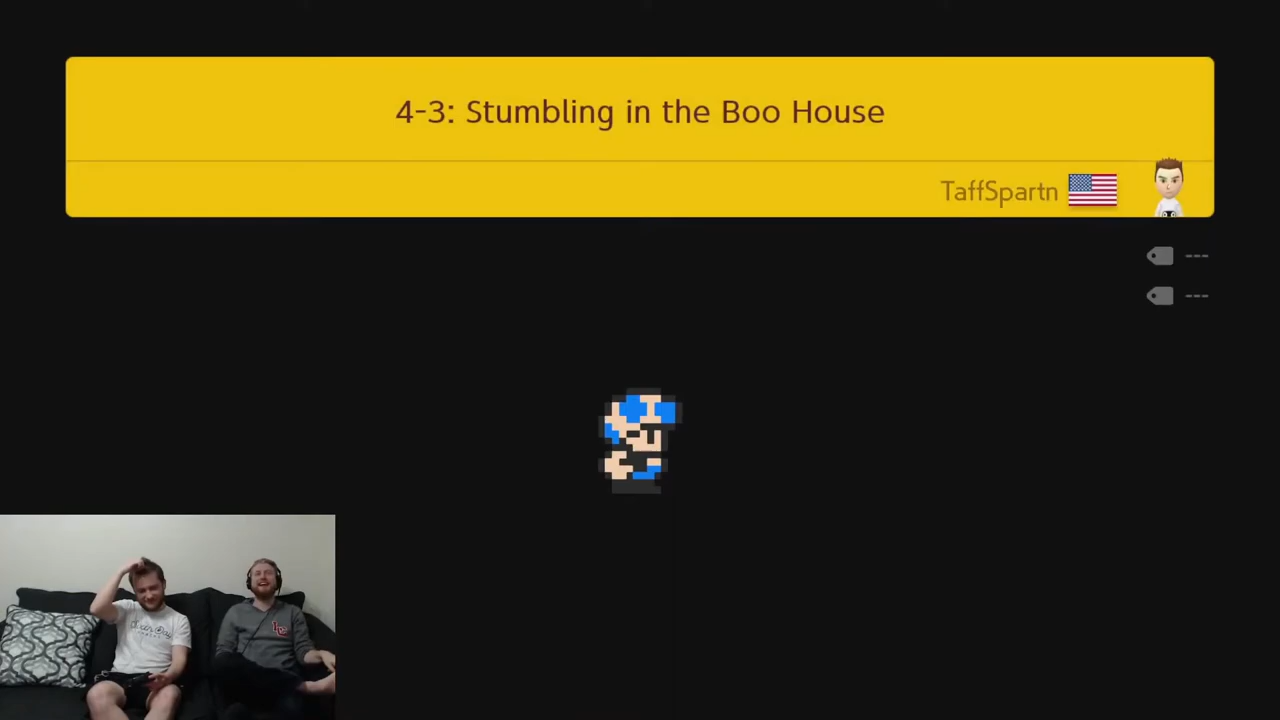 4-3: Stumbling in the Boo House
TaffSpartn
---
---